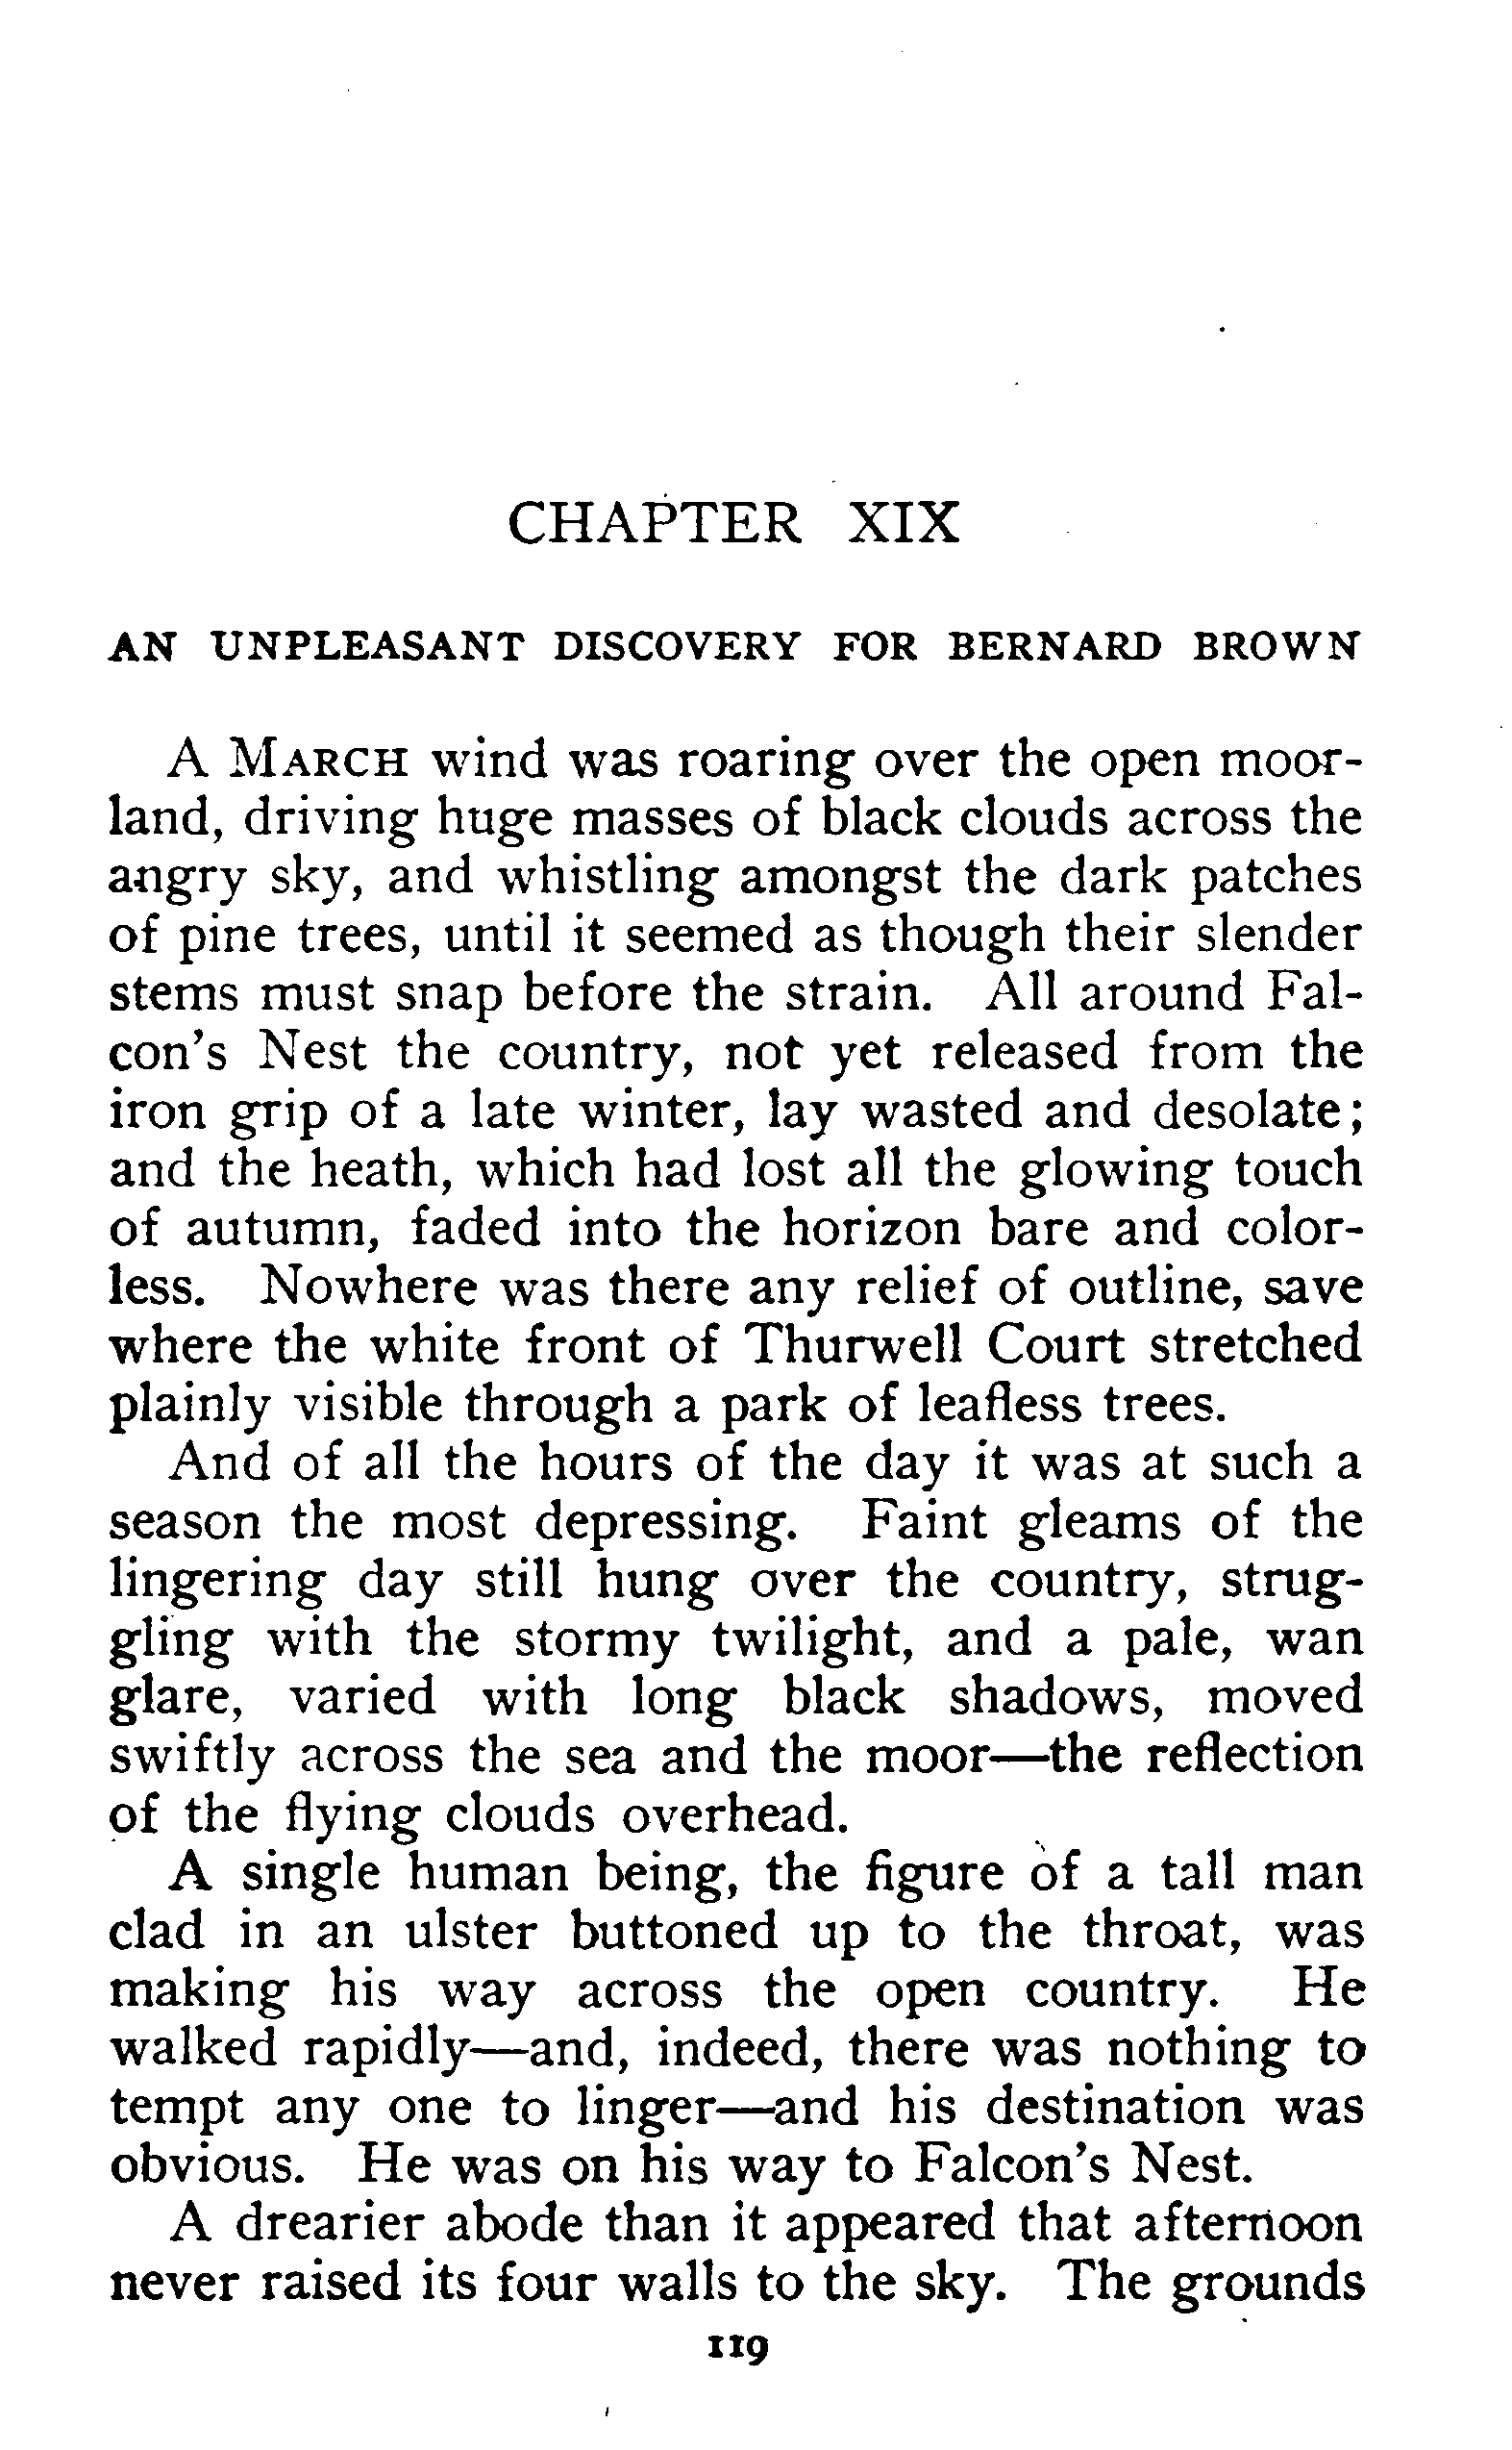 CHAPTER XIX
AN UNPLEASANT DISCOVERY FOR BERNARD BROWN
A MARCH wind was roaring over the open moor-
land, driving huge masses of black clouds across the
angry sky, and whistling amongst the dark patches
of pine trees, until it seemed as though their slender
stems must snap before the strain. All around Fal-
con's Nest the country, not yet released from the
iron grip of a late winter, lay wasted and desolate;
and the heath, which had lost all the glowing touch
of autumn, faded into the horizon bare and color-
less. Nowhere was there any relief of outline, save
where the white front of Thurwell Court stretched
plainly visible through a park of leafless trees.
And of all the hours of the day it was at such a
season the most depressing. Faint gleams of the
lingering day still hung over the country, strug-
gling with the stormy twilight, and a pale, wan
glare, varied with long black shadows, moved
swiftly across the sea and the moor—the reflection
of the flying clouds overhead.
A single human being, the figure of a tall man
clad in an ulster buttoned up to the throat, was
making his way across the open country. He
walked rapidly—and, indeed, there was nothing to
tempt any one to linger—and his destination was
obvious. He was on his way to Falcon's Nest.
A drearier abode than it appeared that afternoon
never raised its four walls to the sky. The grounds
119